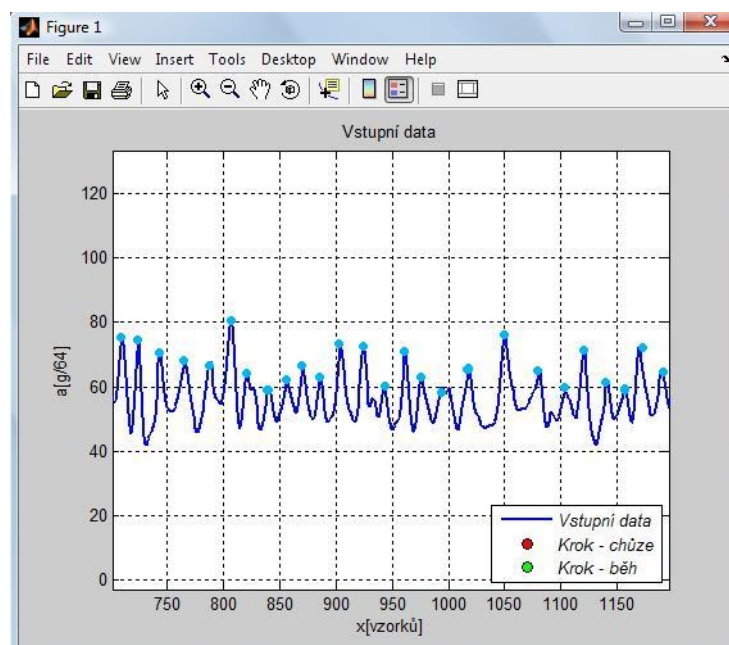 Figure 1
File Edit View Insert Tools Desktop Window Help
Vstupní data
120
100
80
60
40
20
0
a[g/64]
750 800 850 900 950 1000 1050 1100 1150
x[vzorků]
Vstupní data
Krok - chůze
Krok - běh